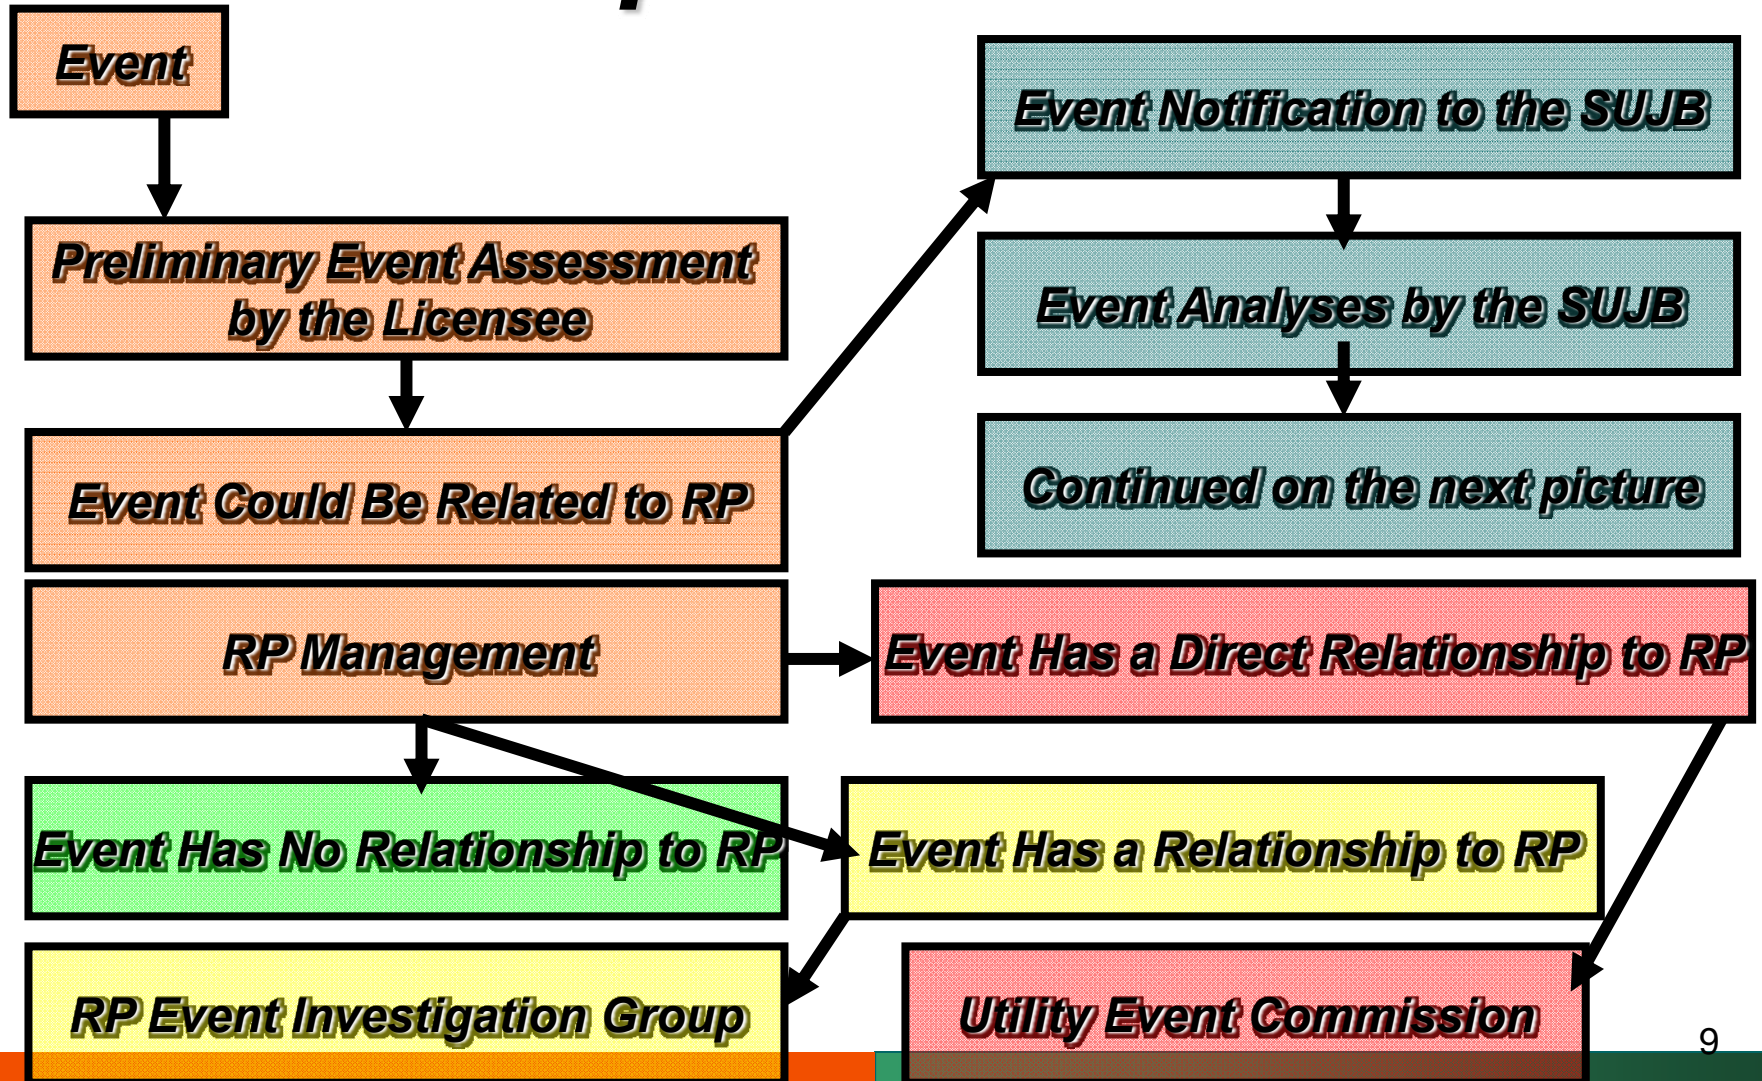 Event
Preliminary Event Assessment
by the Licensee
Event Could Be Related to RP
RP Management
Event Has No Relationship to RP
RP Event Investigation Group
Event Notification to the SUJB
Event Analyses by the SUJB
Continued on the next picture
Event Has a Direct Relationship to RP
Event Has a Relationship to RP
Utility Event Commission
9